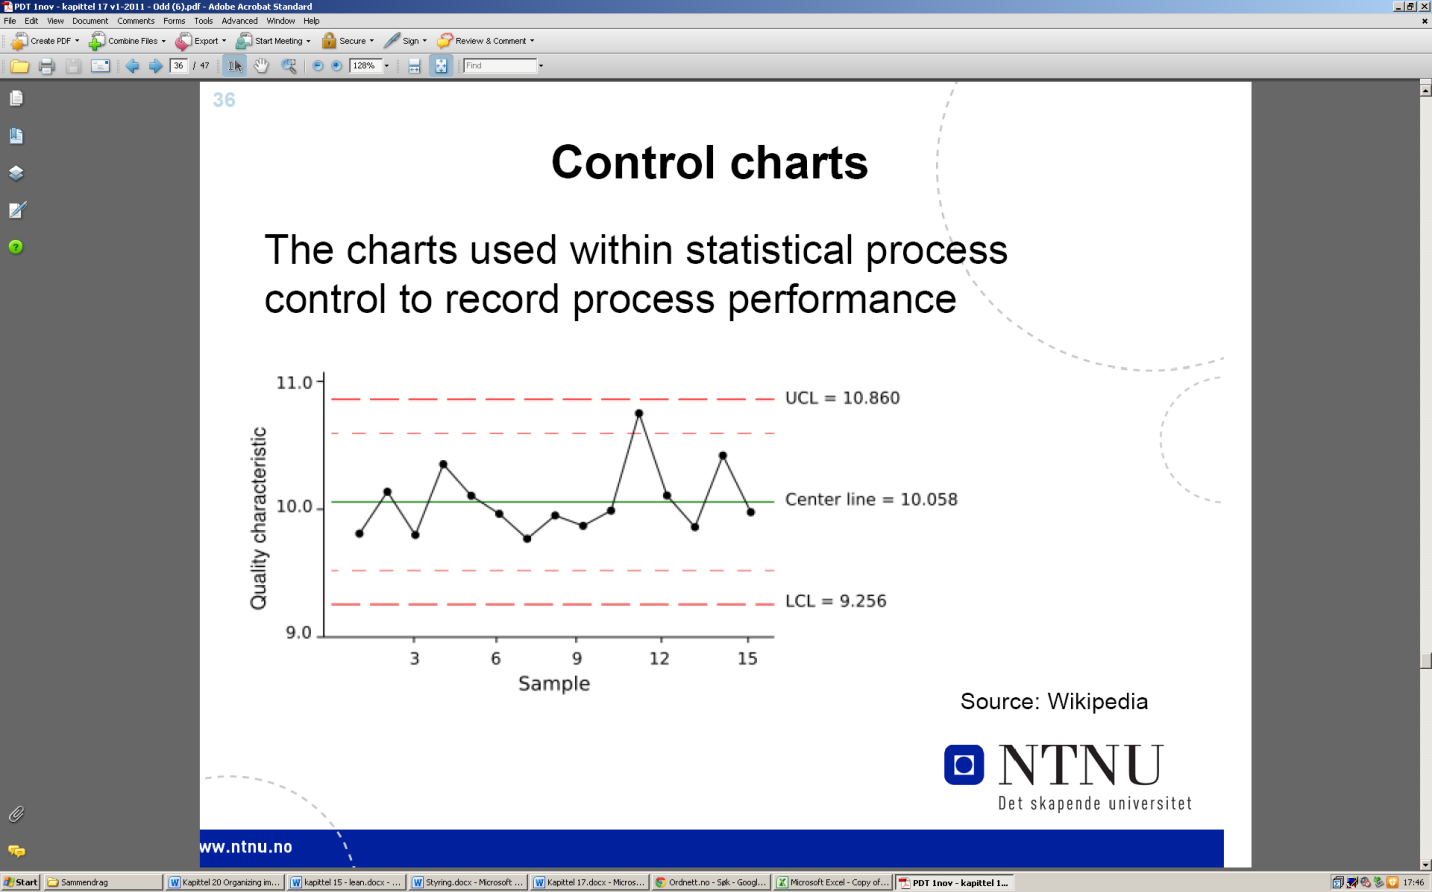 PDT 1nov - kapittel 17 v1-2011 - Odd (6).pdf - Adobe Acrobat Standard
File Edit View Document Comments Forms Tools Advanced Window Help
Create PDF Combine Files Export Start Meeting Secure Sign Review & Comment
36 / 47 128% Find
36
Control charts
The charts used within statistical process
control to record process performance
11.0
UCL = 10.860
Quality characteristic
10.0
Center line = 10.058
LCL = 9.256
9.0
3 6 9 12 15
Sample
Source: Wikipedia
NTNU
Det skapende universitet
ww.ntnu.no
Start Sammendrag Kapittel 20 Organizing im... kapittel 15 - lean.docx - ... Styring.docx - Microsoft ... Kapittel 17.docx - Micros... Ordnett.no - Søk - Googl... Microsoft Excel - Copy of... PDT 1nov - kapittel 1... 17:46